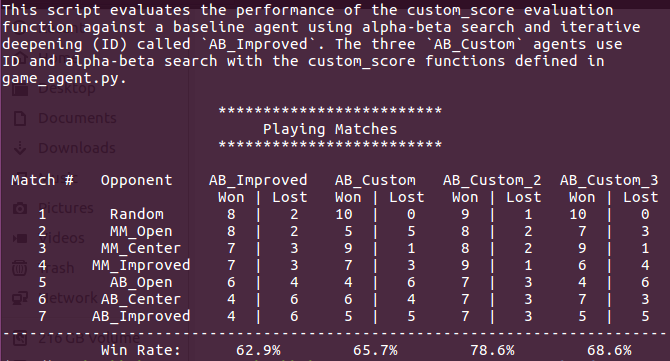 This script evaluates the performance of the custom_score evaluation
function against a baseline agent using alpha-beta search and iterative
deepening (ID) called `AB_Improved`. The three `AB_Custom` agents use
ID and alpha-beta search with the custom_score functions defined in
game_agent.py.
Desktop
Documents
*************************
Playing Matches
*************************
Downloads
Match # Opponent AB_Improved AB_Custom AB_Custom_2 AB_Custom_3
Won | Lost Won | Lost Won | Lost Won | Lost
1 Random 8 | 2 10 | 0 9 | 1 10 | 0
Pictures
2 MM_Open 8 | 2 5 | 5 8 | 2 7 | 3
Videos
3 MM_Center 7 | 3 9 | 1 8 | 2 9 | 1
Trash
4 MM_Improved 7 | 3 7 | 3 9 | 1 6 | 4
5 AB_Open 6 | 4 4 | 6 7 | 3 4 | 6
Network
6 AB_Center 4 | 6 6 | 4 7 | 3 7 | 3
7 AB_Improved 4 | 6 5 | 5 7 | 3 5 | 5
--------------------------------------------------------------------------
Win Rate: 62.9% 65.7% 78.6% 68.6%